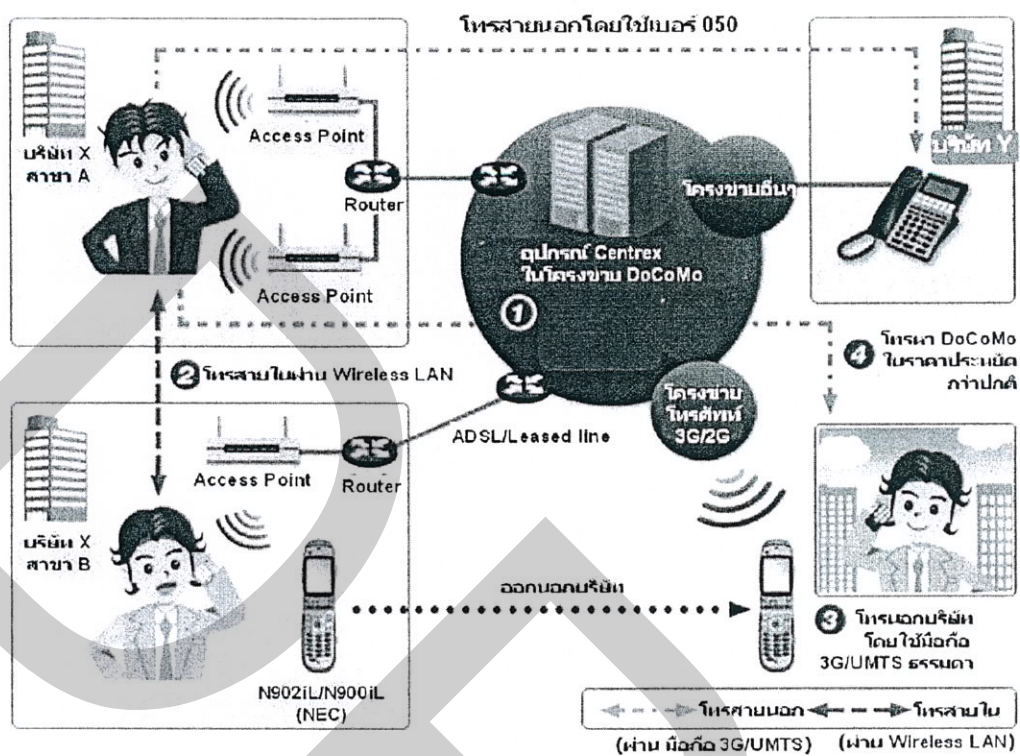 โทรสายนอกโดยใช้เบอร์ 050
บริษัท X
สาขา A
Access Point
Router
Access Point
อุปกรณ์ Centrex
ในโครงข่าย DoCoMo
โครงข่ายอื่นๆ
บริษัท Y
1
2 โทรสายในผ่าน Wireless LAN
4 โทรหา DoCoMo
ในราคาประหยัด
กว่าปกติ
โครงข่าย
โทรศัพท์
3G/2G
ADSL/Leased line
Access Point
Router
บริษัท X
สาขา B
ออกนอกบริษัท
N902iL/N900iL
(NEC)
3 โทรนอกบริษัท
โดยใช้มือถือ
3G/UMTS ธรรมดา
โทรสายนอก
โทรสายใน
(ผ่าน มือถือ 3G/UMTS)
(ผ่าน Wireless LAN)